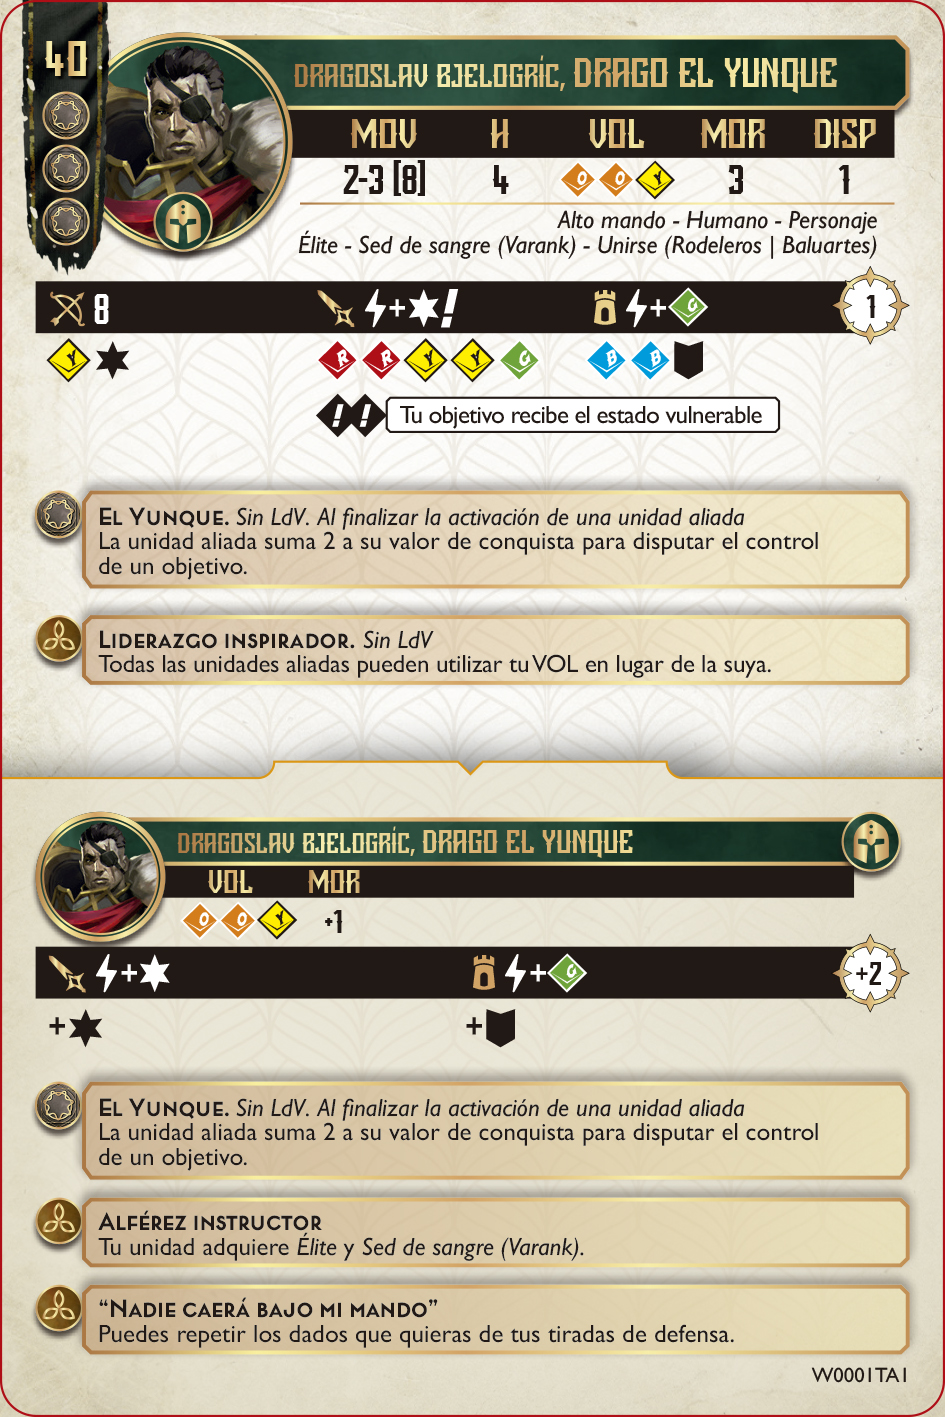 40
DRAGOSLAV BJELOGRÍC, DRAGO EL YUNQUE
MOV H VOL MOR DISP
2-3 [8] 4 O O Y 3 1
Alto mando - Humano - Personaje
Élite - Sed de sangre (Varank) - Unirse (Rodeleros | Baluartes)
8 + ! + G 1
Y R R Y Y G B B
! ! Tu objetivo recibe el estado vulnerable
EL YUNQUE. Sin LdV. Al finalizar la activación de una unidad aliada
La unidad aliada suma 2 a su valor de conquista para disputar el control
de un objetivo.
LIDERAZGO INSPIRADOR. Sin LdV
Todas las unidades aliadas pueden utilizar tu VOL en lugar de la suya.
DRAGOSLAV BJELOGRÍC, DRAGO EL YUNQUE
VOL MOR
O O Y +1
+ + G +2
+ +
EL YUNQUE. Sin LdV. Al finalizar la activación de una unidad aliada
La unidad aliada suma 2 a su valor de conquista para disputar el control
de un objetivo.
ALFÉREZ INSTRUCTOR
Tu unidad adquiere Élite y Sed de sangre (Varank).
“NADIE CAERÁ BAJO MI MANDO”
Puedes repetir los dados que quieras de tus tiradas de defensa.
W0001TA1